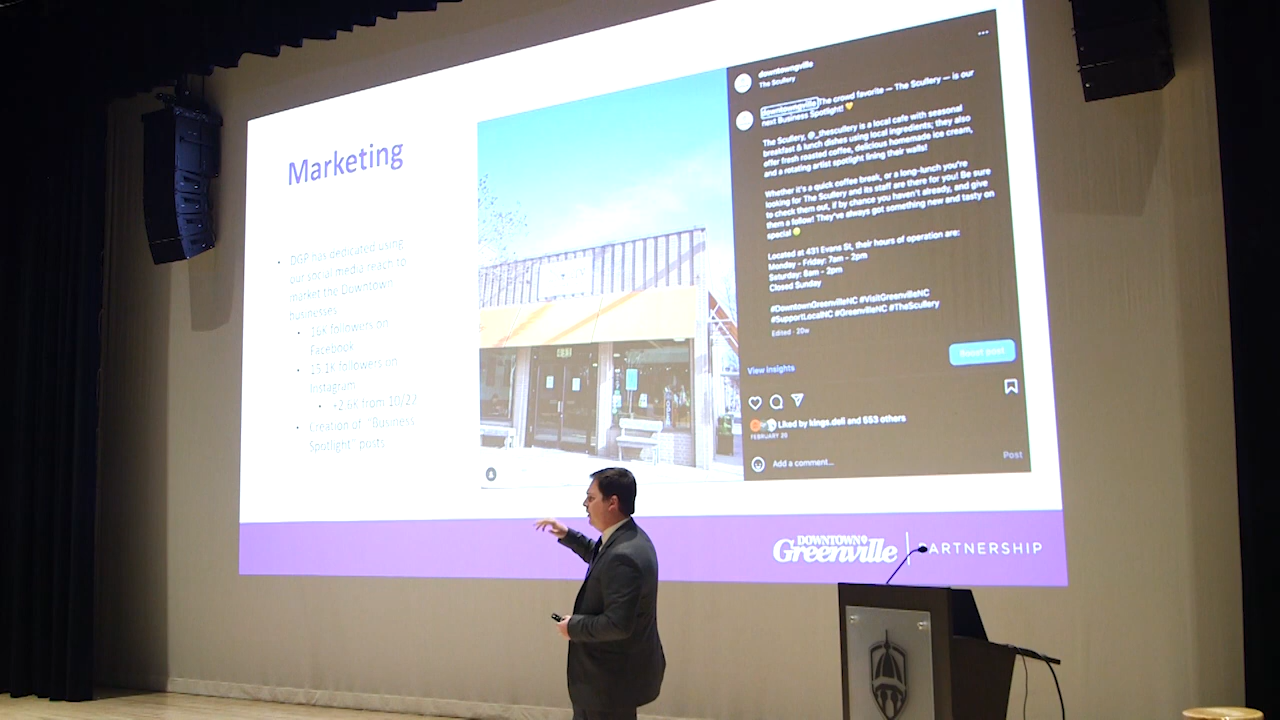 Marketing
• DGP has dedicated using
our social media reach to
market the Downtown
businesses
• 16K followers on
Facebook
• 15.1K followers on
Instagram
• +2.6K from 10/22
• Creation of "Business
Spotlight" posts
downtowngville
The Scullery
downtowngville The crowd favorite — The Scullery — is our
next Business Spotlight! 💛
The Scullery, @_thescullery is a local cafe with seasonal
breakfast & lunch dishes using local ingredients; they also
offer fresh roasted coffee, delicious homemade ice cream,
and a rotating artist spotlight lining their walls!
Whether it's a quick coffee break, or a long-lunch you're
looking for The Scullery and its staff are there for you! Be sure
to check them out, if by chance you haven't already, and give
them a follow! They've always got something new and tasty on
special
Located at 431 Evans St, their hours of operation are:
Monday - Friday: 7am - 2pm
Saturday: 8am - 2pm
Closed Sunday
#DowntownGreenvilleNC #VisitGreenvilleNC
#SupportLocalNC #GreenvilleNC #TheScullery
Edited · 20w
View insights
Boost post
Liked by kings.deli and 653 others
Add a comment...
Post
DOWNTOWN
Greenville
PARTNERSHIP